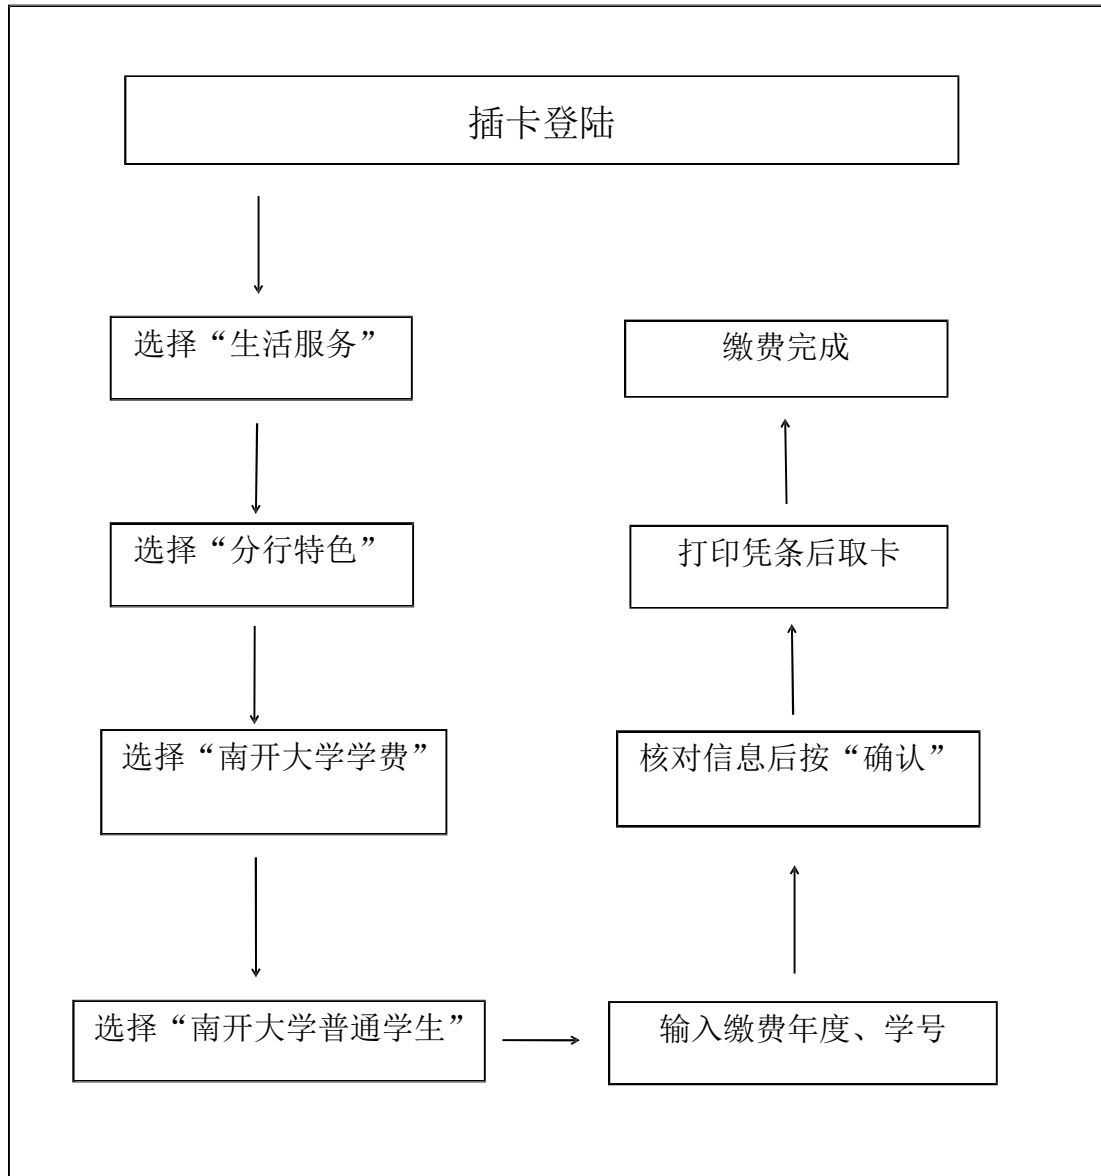 插卡登陆
选择“生活服务”
选择“分行特色”
选择“南开大学学费”
选择“南开大学普通学生”
输入缴费年度、学号
核对信息后按“确认”
打印凭条后取卡
缴费完成